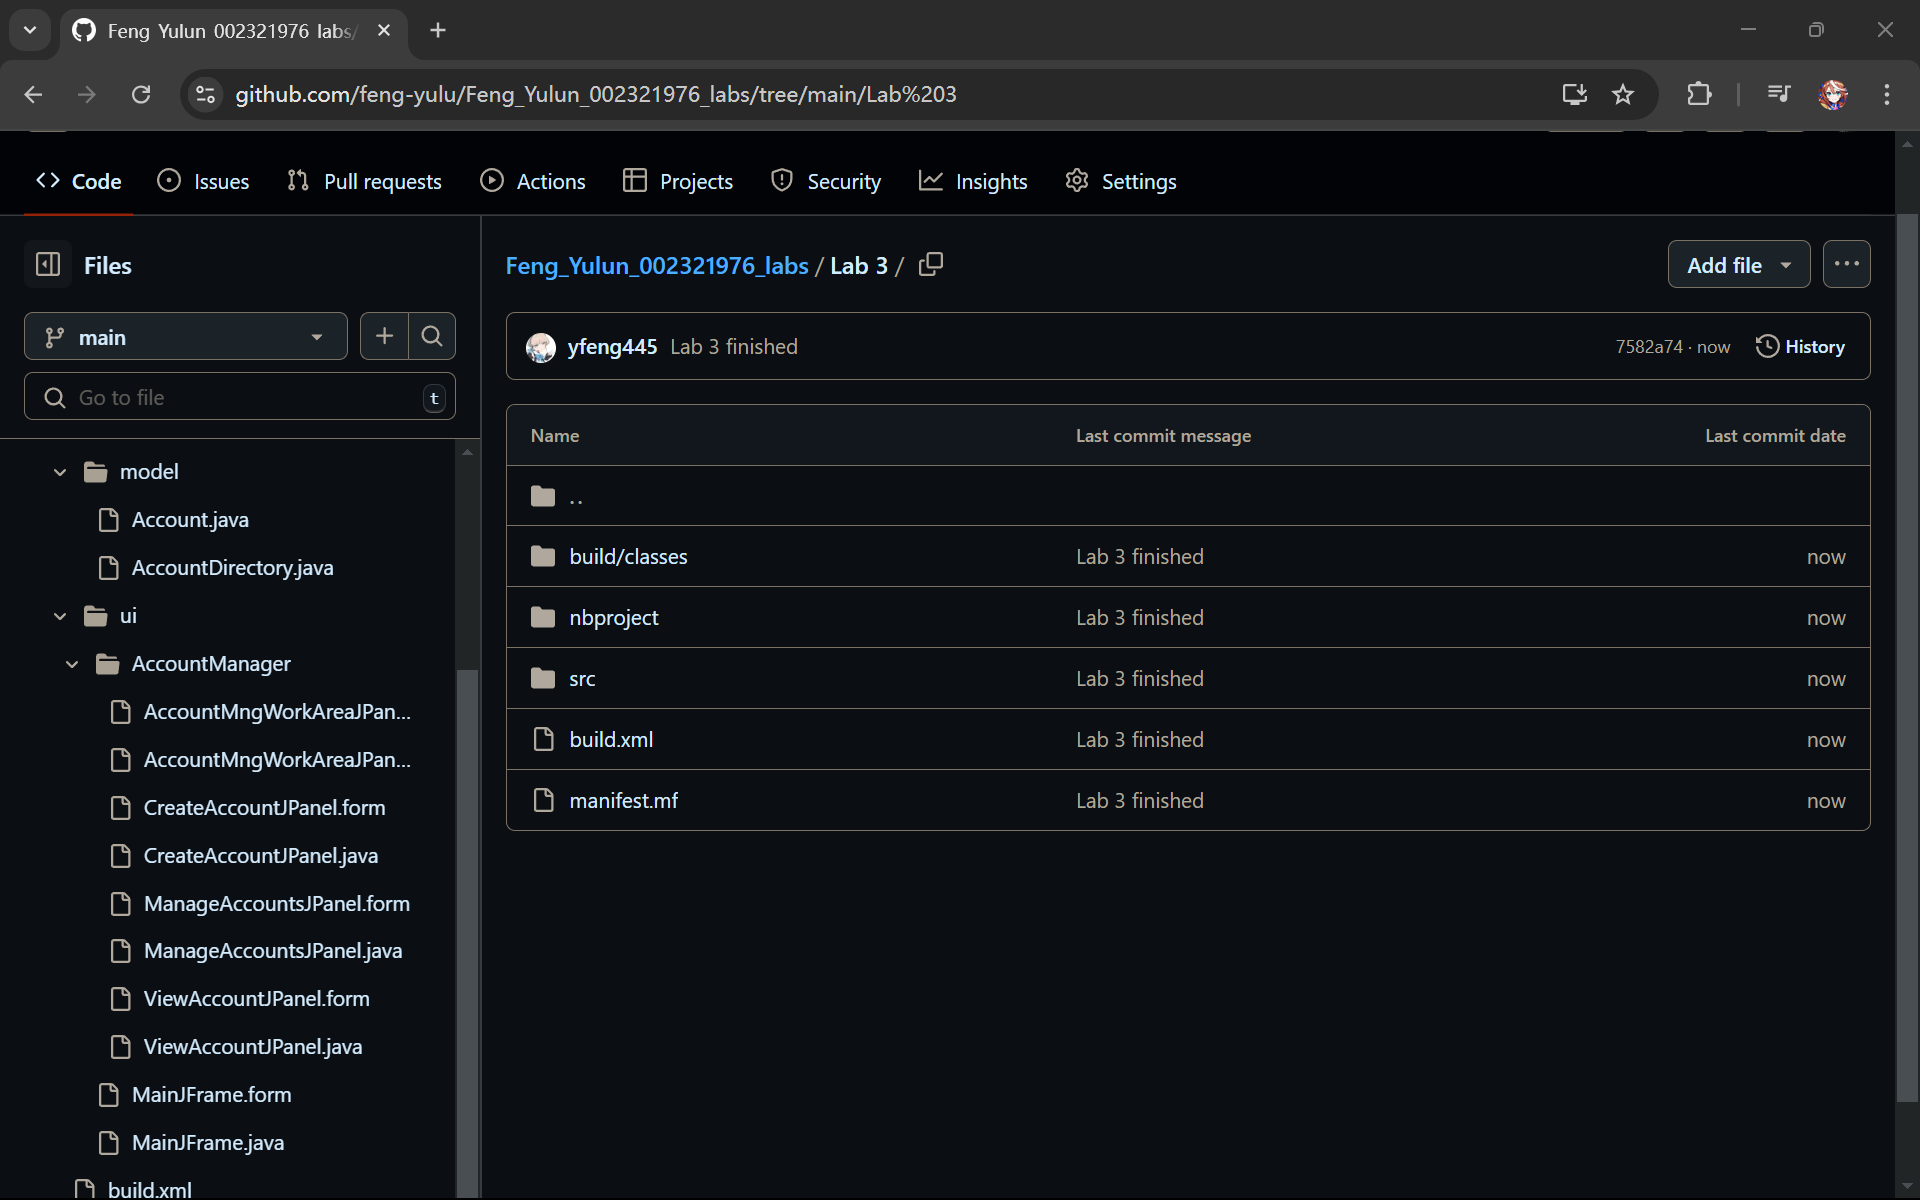 Feng_Yulun_002321976_labs/
github.com/feng-yulu/Feng_Yulun_002321976_labs/tree/main/Lab%203
Code
Issues
Pull requests
Actions
Projects
Security
Insights
Settings
Files
main
Go to file
t
model
Account.java
AccountDirectory.java
ui
AccountManager
AccountMngWorkAreaJPan...
AccountMngWorkAreaJPan...
CreateAccountJPanel.form
CreateAccountJPanel.java
ManageAccountsJPanel.form
ManageAccountsJPanel.java
ViewAccountJPanel.form
ViewAccountJPanel.java
MainJFrame.form
MainJFrame.java
build.xml
Feng_Yulun_002321976_labs / Lab 3 /
Add file
yfeng445 Lab 3 finished
7582a74 · now
History
Name Last commit message Last commit date
..
build/classes Lab 3 finished now
nbproject Lab 3 finished now
src Lab 3 finished now
build.xml Lab 3 finished now
manifest.mf Lab 3 finished now